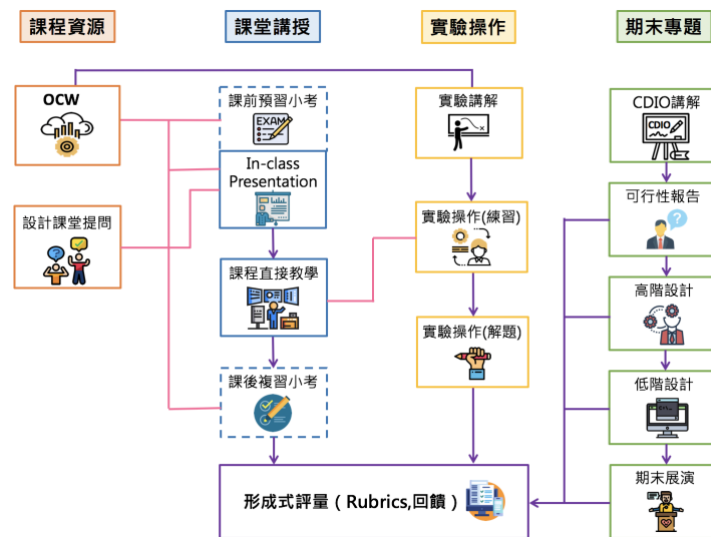 課程資源
課堂講授
實驗操作
期末專題
OCW
設計課堂提問
課前預習小考
EXAM
In-class
Presentation
課程直接教學
課後複習小考
實驗講解
實驗操作(練習)
實驗操作(解題)
CDIO講解
CDIO
可行性報告
高階設計
低階設計
期末展演
形成式評量（Rubrics,回饋）